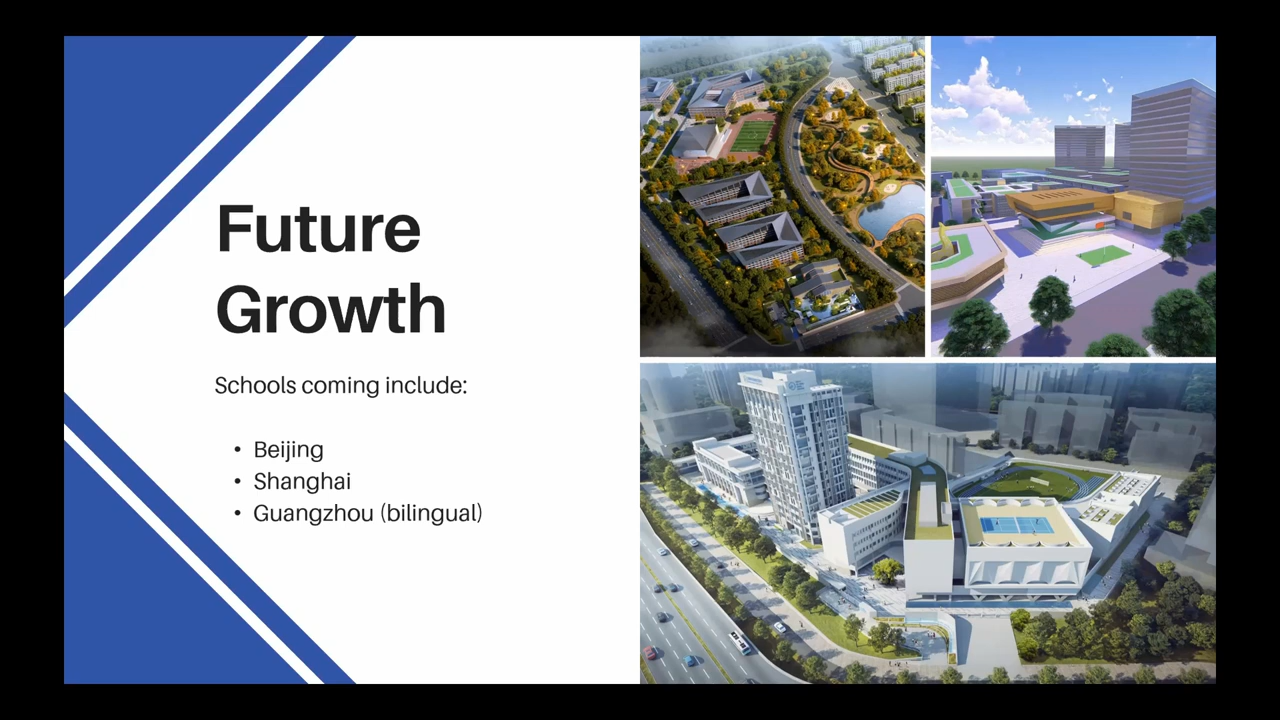 Future
Growth
Schools coming include:
• Beijing
• Shanghai
• Guangzhou (bilingual)